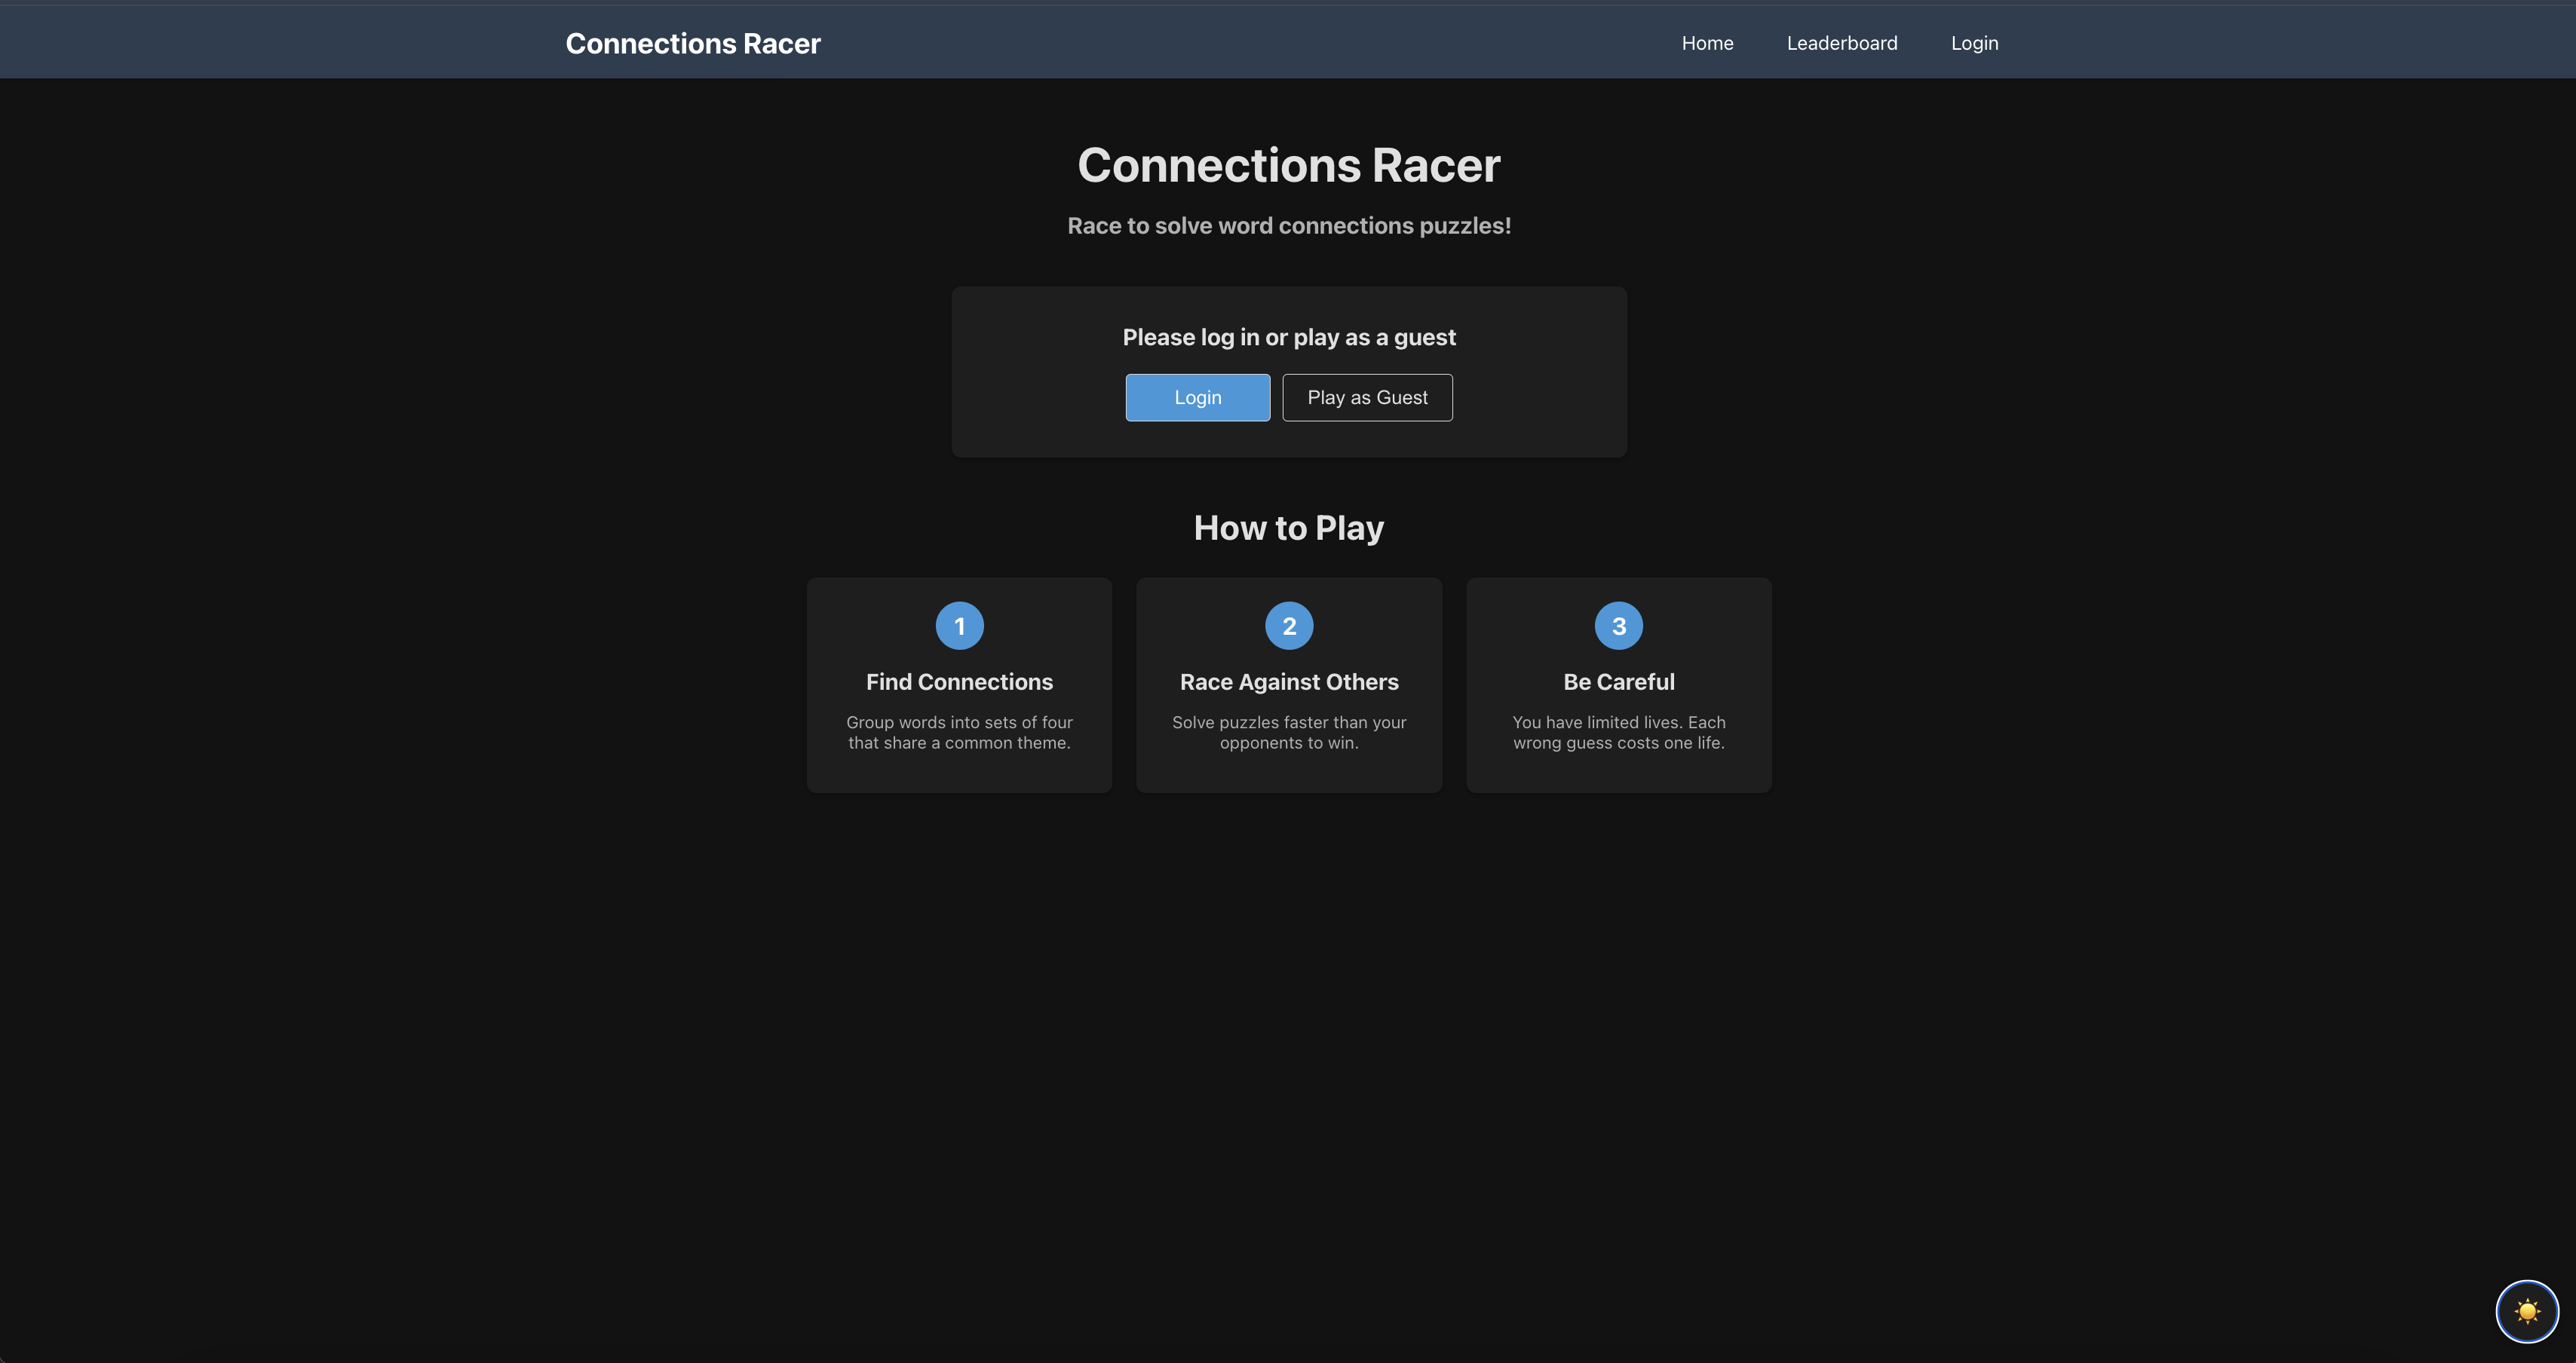 Connections Racer
Home
Leaderboard
Login
Connections Racer
Race to solve word connections puzzles!
Please log in or play as a guest
Login
Play as Guest
How to Play
1
Find Connections
Group words into sets of four
that share a common theme.
2
Race Against Others
Solve puzzles faster than your
opponents to win.
3
Be Careful
You have limited lives. Each
wrong guess costs one life.